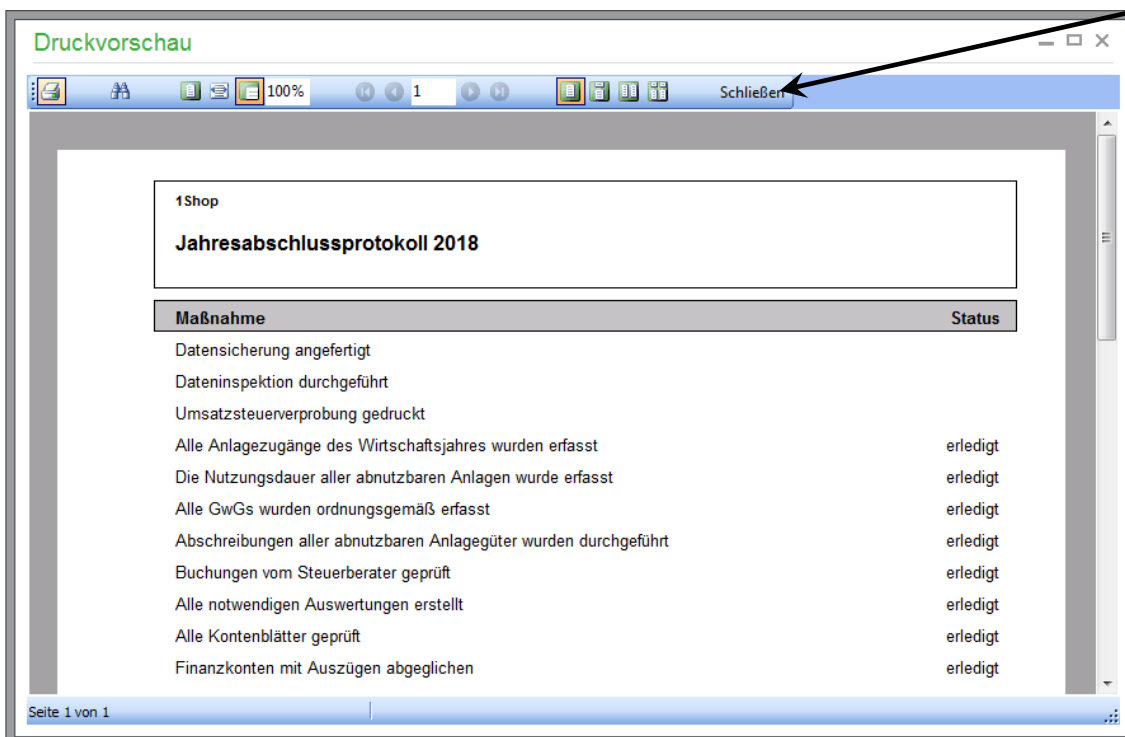 Druckvorschau
100% 1 Schließen
1Shop
Jahresabschlussprotokoll 2018
Maßnahme Status
Datensicherung angefertigt
Dateninspektion durchgeführt
Umsatzsteuerverprobung gedruckt
Alle Anlagezugänge des Wirtschaftsjahres wurden erfasst erledigt
Die Nutzungsdauer aller abnutzbaren Anlagen wurde erfasst erledigt
Alle GwGs wurden ordnungsgemäß erfasst erledigt
Abschreibungen aller abnutzbaren Anlagegüter wurden durchgeführt erledigt
Buchungen vom Steuerberater geprüft erledigt
Alle notwendigen Auswertungen erstellt erledigt
Alle Kontenblätter geprüft erledigt
Finanzkonten mit Auszügen abgeglichen erledigt
Seite 1 von 1